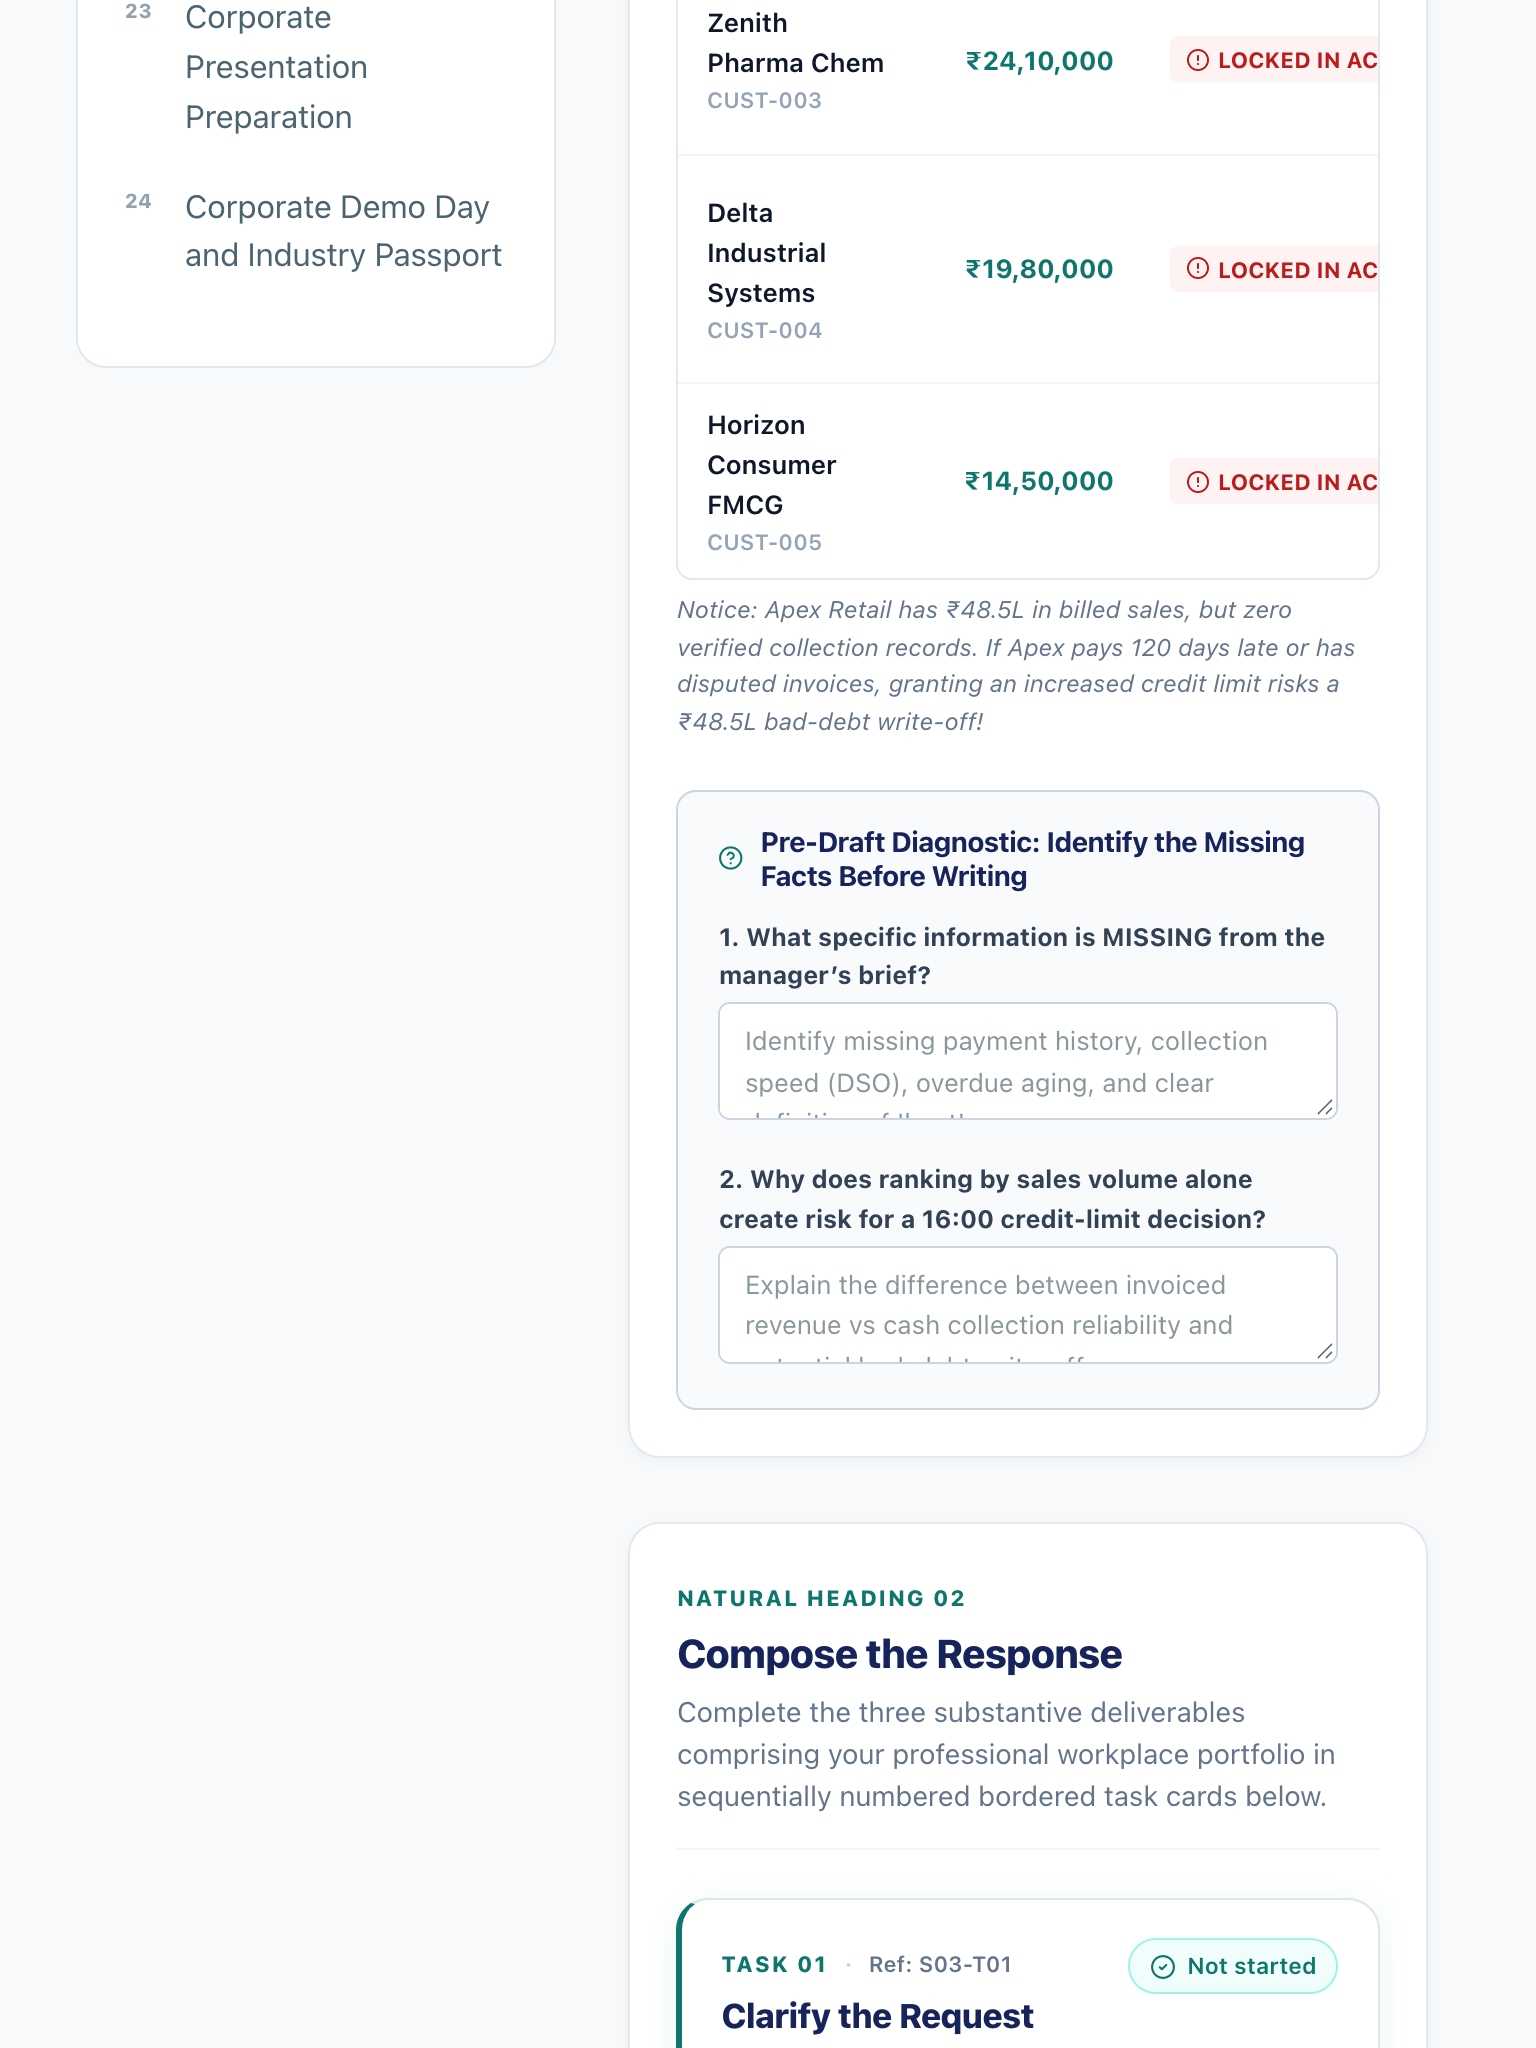 23
Corporate
Presentation
Preparation
24
Corporate Demo Day
and Industry Passport
Zenith
Pharma Chem
CUST-003
₹24,10,000
LOCKED IN AC
Delta
Industrial
Systems
CUST-004
₹19,80,000
LOCKED IN AC
Horizon
Consumer
FMCG
CUST-005
₹14,50,000
LOCKED IN AC
Notice: Apex Retail has ₹48.5L in billed sales, but zero
verified collection records. If Apex pays 120 days late or has
disputed invoices, granting an increased credit limit risks a
₹48.5L bad-debt write-off!
Pre-Draft Diagnostic: Identify the Missing
Facts Before Writing
1. What specific information is MISSING from the
manager’s brief?
Identify missing payment history, collection
speed (DSO), overdue aging, and clear
2. Why does ranking by sales volume alone
create risk for a 16:00 credit-limit decision?
Explain the difference between invoiced
revenue vs cash collection reliability and
NATURAL HEADING 02
Compose the Response
Complete the three substantive deliverables
comprising your professional workplace portfolio in
sequentially numbered bordered task cards below.
TASK 01 · Ref: S03-T01
Not started
Clarify the Request